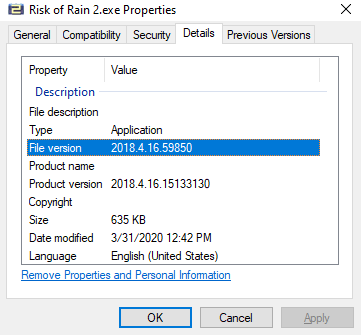 Risk of Rain 2.exe Properties
General Compatibility Security Details Previous Versions
Property Value
Description
File description
Type Application
File version 2018.4.16.59850
Product name
Product version 2018.4.16.15133130
Copyright
Size 635 KB
Date modified 3/31/2020 12:42 PM
Language English (United States)
Remove Properties and Personal Information
OK Cancel Apply